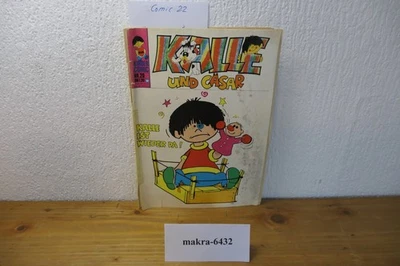 Comic 22
KALLE
UND CÄSAR
KALLE
IST
WIEDER DA!
makra-6432